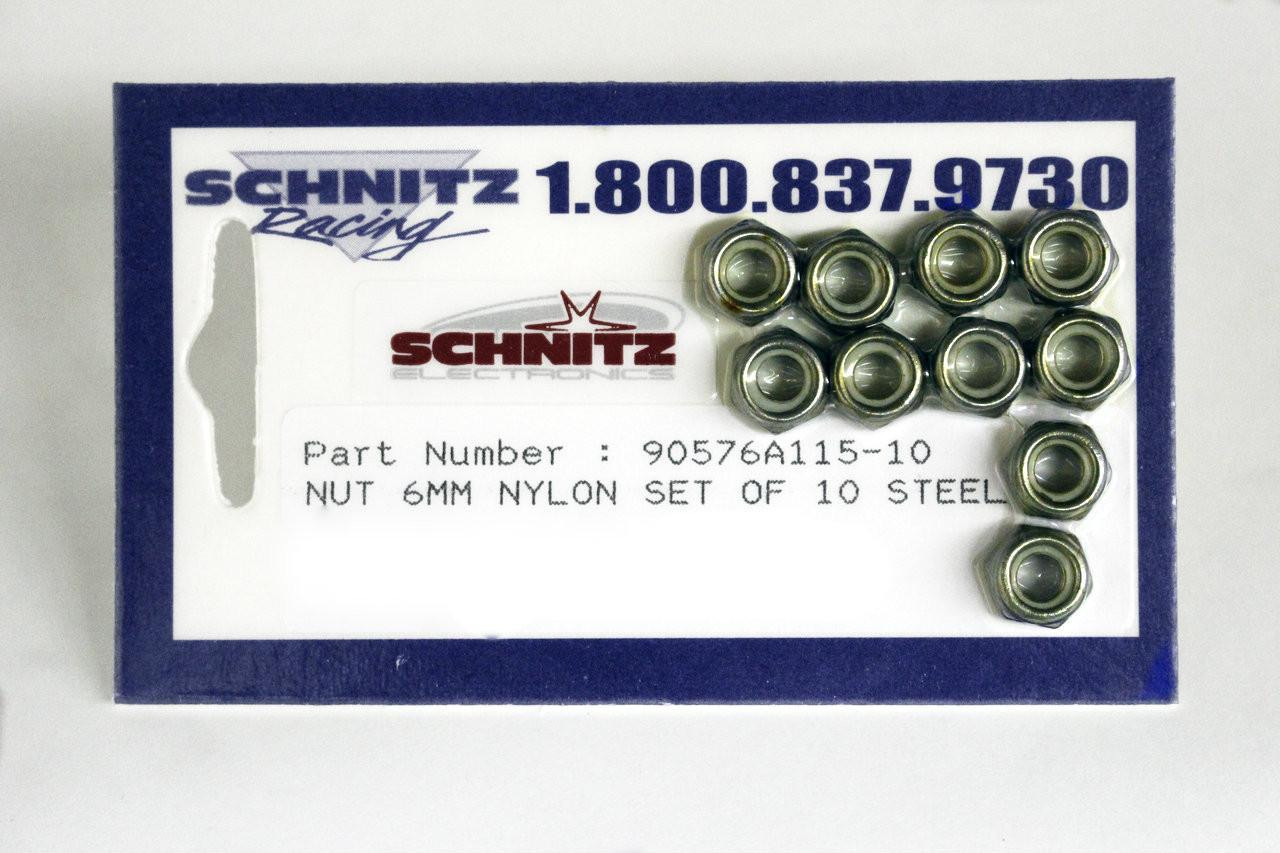 SCHNITZ 1.800.837.9730
Racing
SCHNITZ
ELECTRONICS
Part Number : 90576A115-10
NUT 6MM NYLON SET OF 10 STEEL